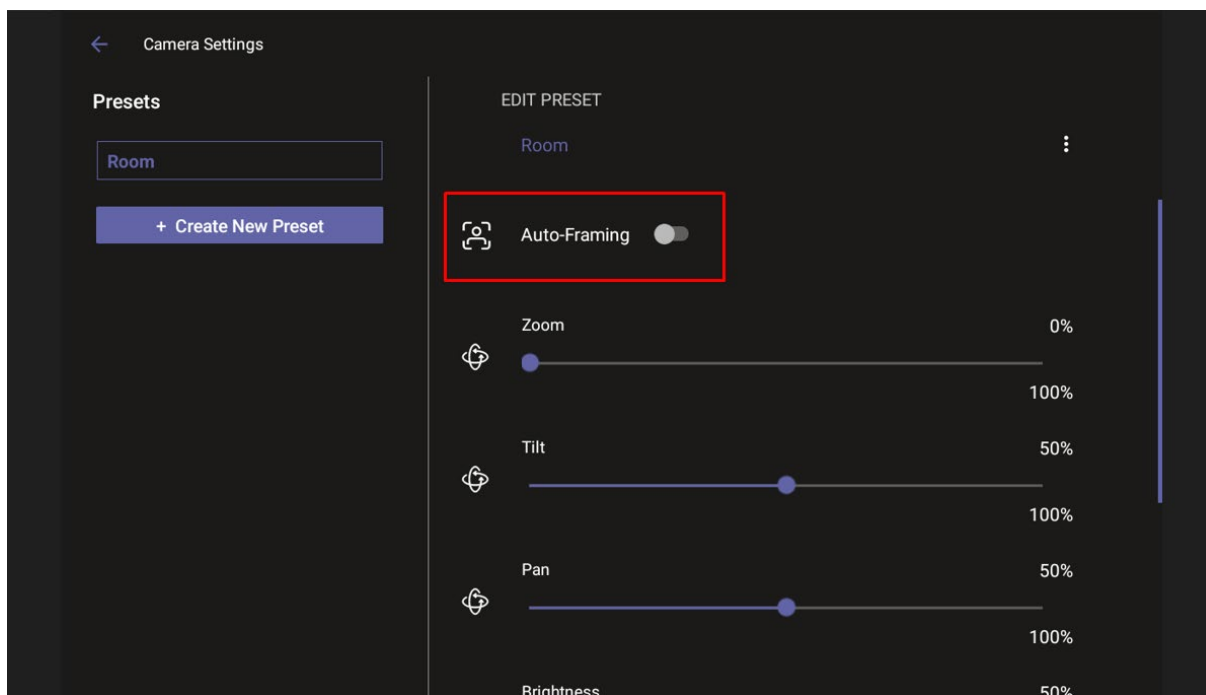 Camera Settings
Presets
Room
+ Create New Preset
EDIT PRESET
Room
Auto-Framing
Zoom 0%
100%
Tilt 50%
100%
Pan 50%
100%
Brightness 50%